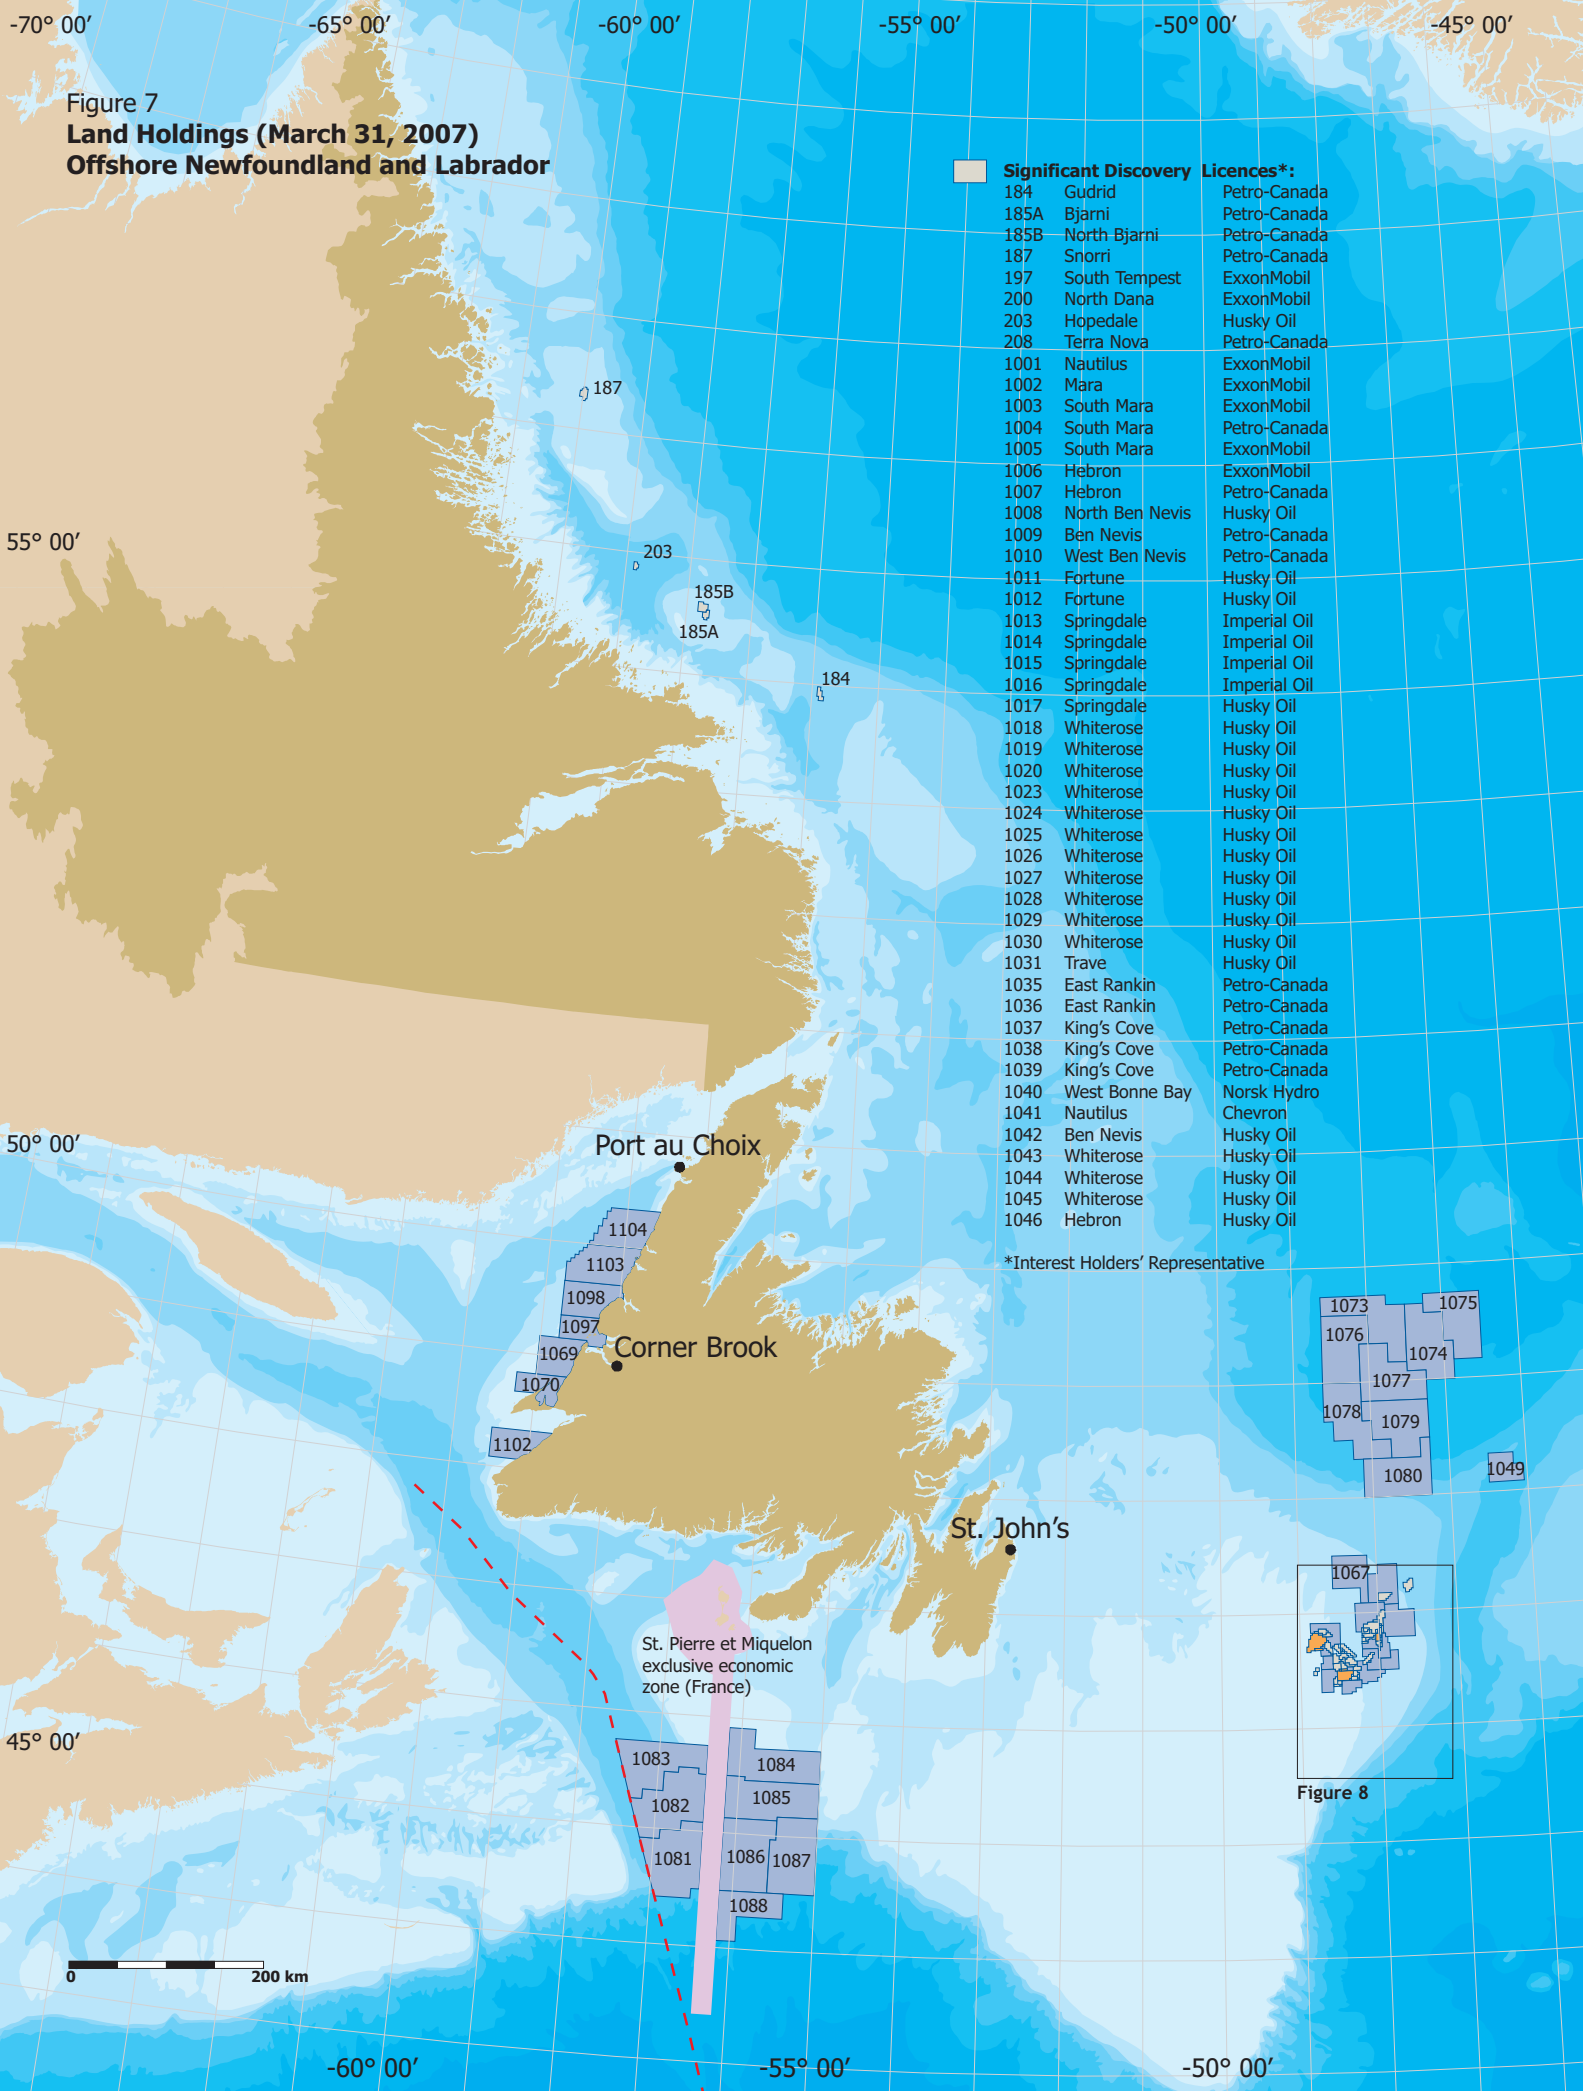 -70° 00′ -65° 00′ -60° 00′ -55° 00′ -50° 00′ -45° 00′
Figure 7
Land Holdings (March 31, 2007)
Offshore Newfoundland and Labrador
Significant Discovery Licences*:
184 Gudrid Petro-Canada
185A Bjarni Petro-Canada
185B North Bjarni Petro-Canada
187 Snorri Petro-Canada
197 South Tempest ExxonMobil
200 North Dana ExxonMobil
203 Hopedale Husky Oil
208 Terra Nova Petro-Canada
1001 Nautilus ExxonMobil
1002 Mara ExxonMobil
1003 South Mara ExxonMobil
1004 South Mara Petro-Canada
1005 South Mara ExxonMobil
1006 Hebron ExxonMobil
1007 Hebron Petro-Canada
1008 North Ben Nevis Husky Oil
1009 Ben Nevis Petro-Canada
1010 West Ben Nevis Petro-Canada
1011 Fortune Husky Oil
1012 Fortune Husky Oil
1013 Springdale Imperial Oil
1014 Springdale Imperial Oil
1015 Springdale Imperial Oil
1016 Springdale Imperial Oil
1017 Springdale Husky Oil
1018 Whiterose Husky Oil
1019 Whiterose Husky Oil
1020 Whiterose Husky Oil
1023 Whiterose Husky Oil
1024 Whiterose Husky Oil
1025 Whiterose Husky Oil
1026 Whiterose Husky Oil
1027 Whiterose Husky Oil
1028 Whiterose Husky Oil
1029 Whiterose Husky Oil
1030 Whiterose Husky Oil
1031 Trave Husky Oil
1035 East Rankin Petro-Canada
1036 East Rankin Petro-Canada
1037 King's Cove Petro-Canada
1038 King's Cove Petro-Canada
1039 King's Cove Petro-Canada
1040 West Bonne Bay Norsk Hydro
1041 Nautilus Chevron
1042 Ben Nevis Husky Oil
1043 Whiterose Husky Oil
1044 Whiterose Husky Oil
1045 Whiterose Husky Oil
1046 Hebron Husky Oil
*Interest Holders' Representative
187
55° 00′
203
185B
185A
184
50° 00′
Port au Choix
1104
1103
1098
1097
1069
Corner Brook
1070
1102
1073
1075
1076
1074
1077
1078
1079
1080
1049
St. John's
1067
Figure 8
St. Pierre et Miquelon
exclusive economic
zone (France)
45° 00′
1083
1084
1085
1082
1081
1086
1087
1088
0 200 km
-60° 00′ -55° 00′ -50° 00′